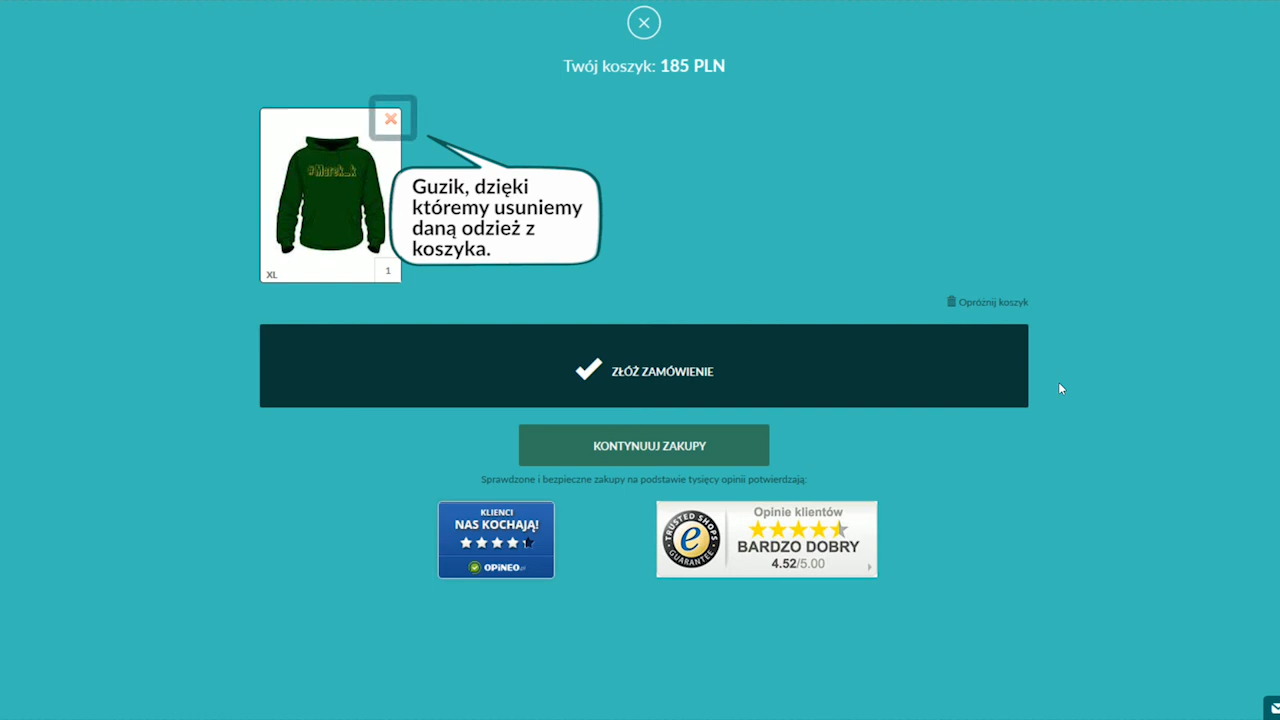 Twój koszyk: 185 PLN
#Marek_k
Guzik, dzięki
któremy usuniemy
daną odzież z
koszyka.
XL
1
Opróżnij koszyk
ZŁÓŻ ZAMÓWIENIE
KONTYNUUJ ZAKUPY
Sprawdzone i bezpieczne zakupy na podstawie tysięcy opinii potwierdzają:
KLIENCI
NAS KOCHAJĄ!
OPINEO.pl
TRUSTED SHOPS
GUARANTEE
e
Opinie klientów
BARDZO DOBRY
4.52/5.00